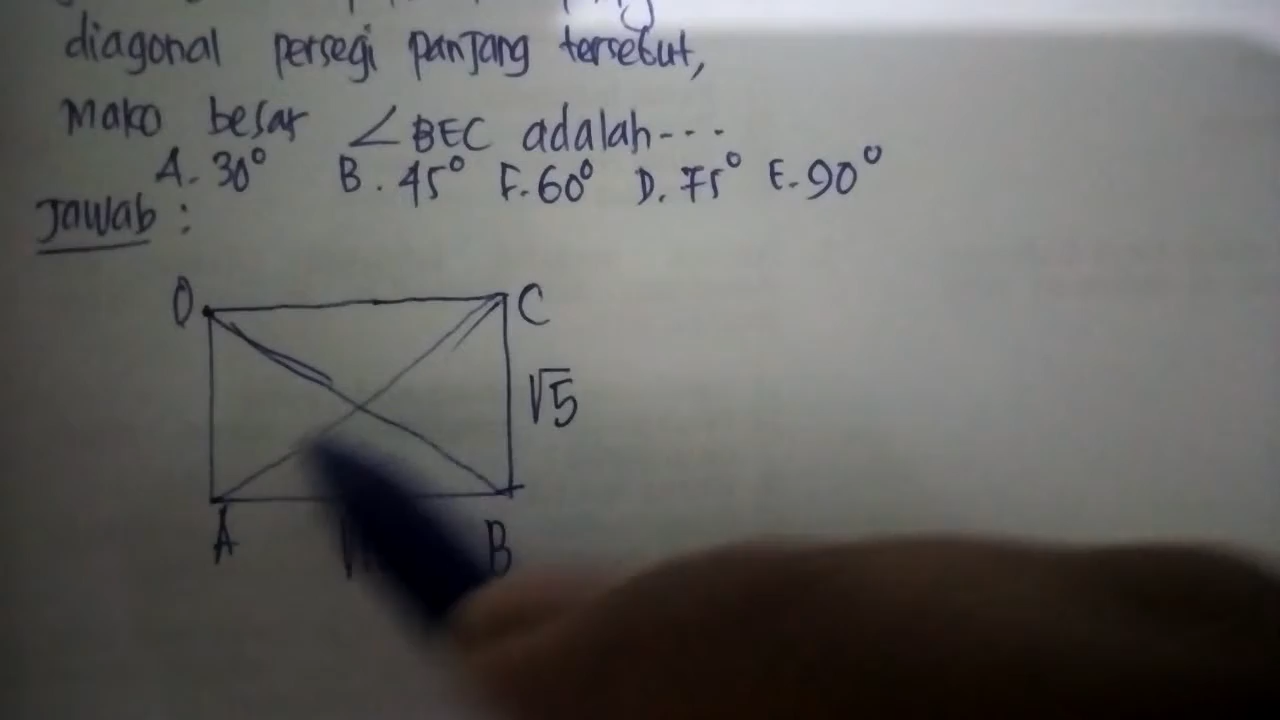 diagonal persegi panjang tersebut,
Maka besar ∠BEC adalah---
A. 30° B. 45° F. 60° D. 75° E. 90°
Jawab :
D C
√5
A B